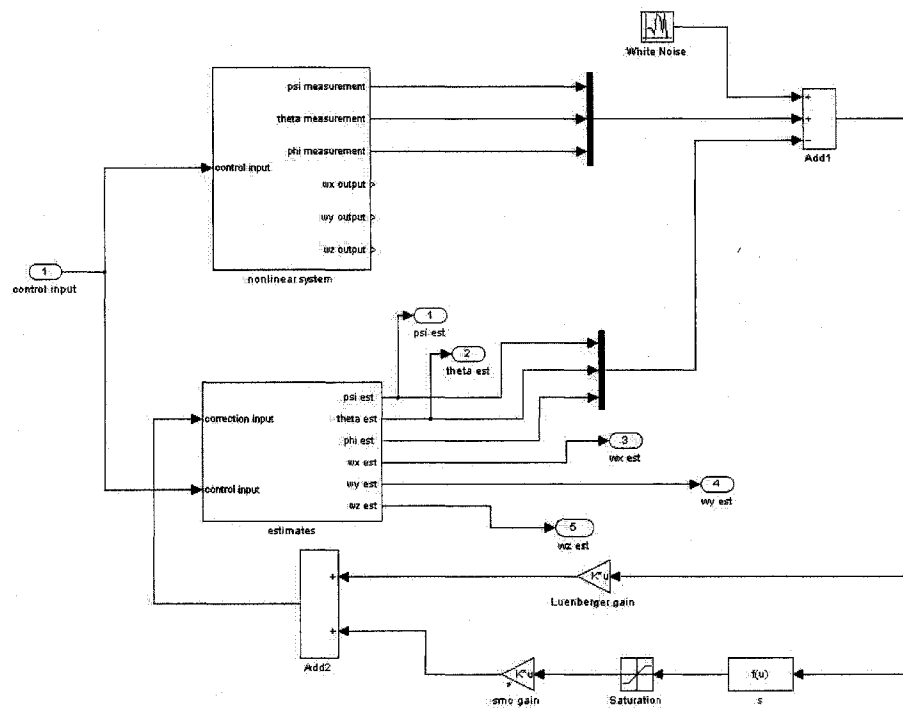 White Noise
psi measurement
theta measurement
phi measurement
control input
wx output
wy output
wz output
nonlinear system
+
+
−
Add1
1
control input
1
psi est
2
theta est
correction input
control input
psi est
theta est
phi est
wx est
wy est
wz est
estimates
3
wx est
4
wy est
5
wz est
+
+
Add2
K*u
Luenberger gain
K*u
smo gain
Saturation
f(u)
s